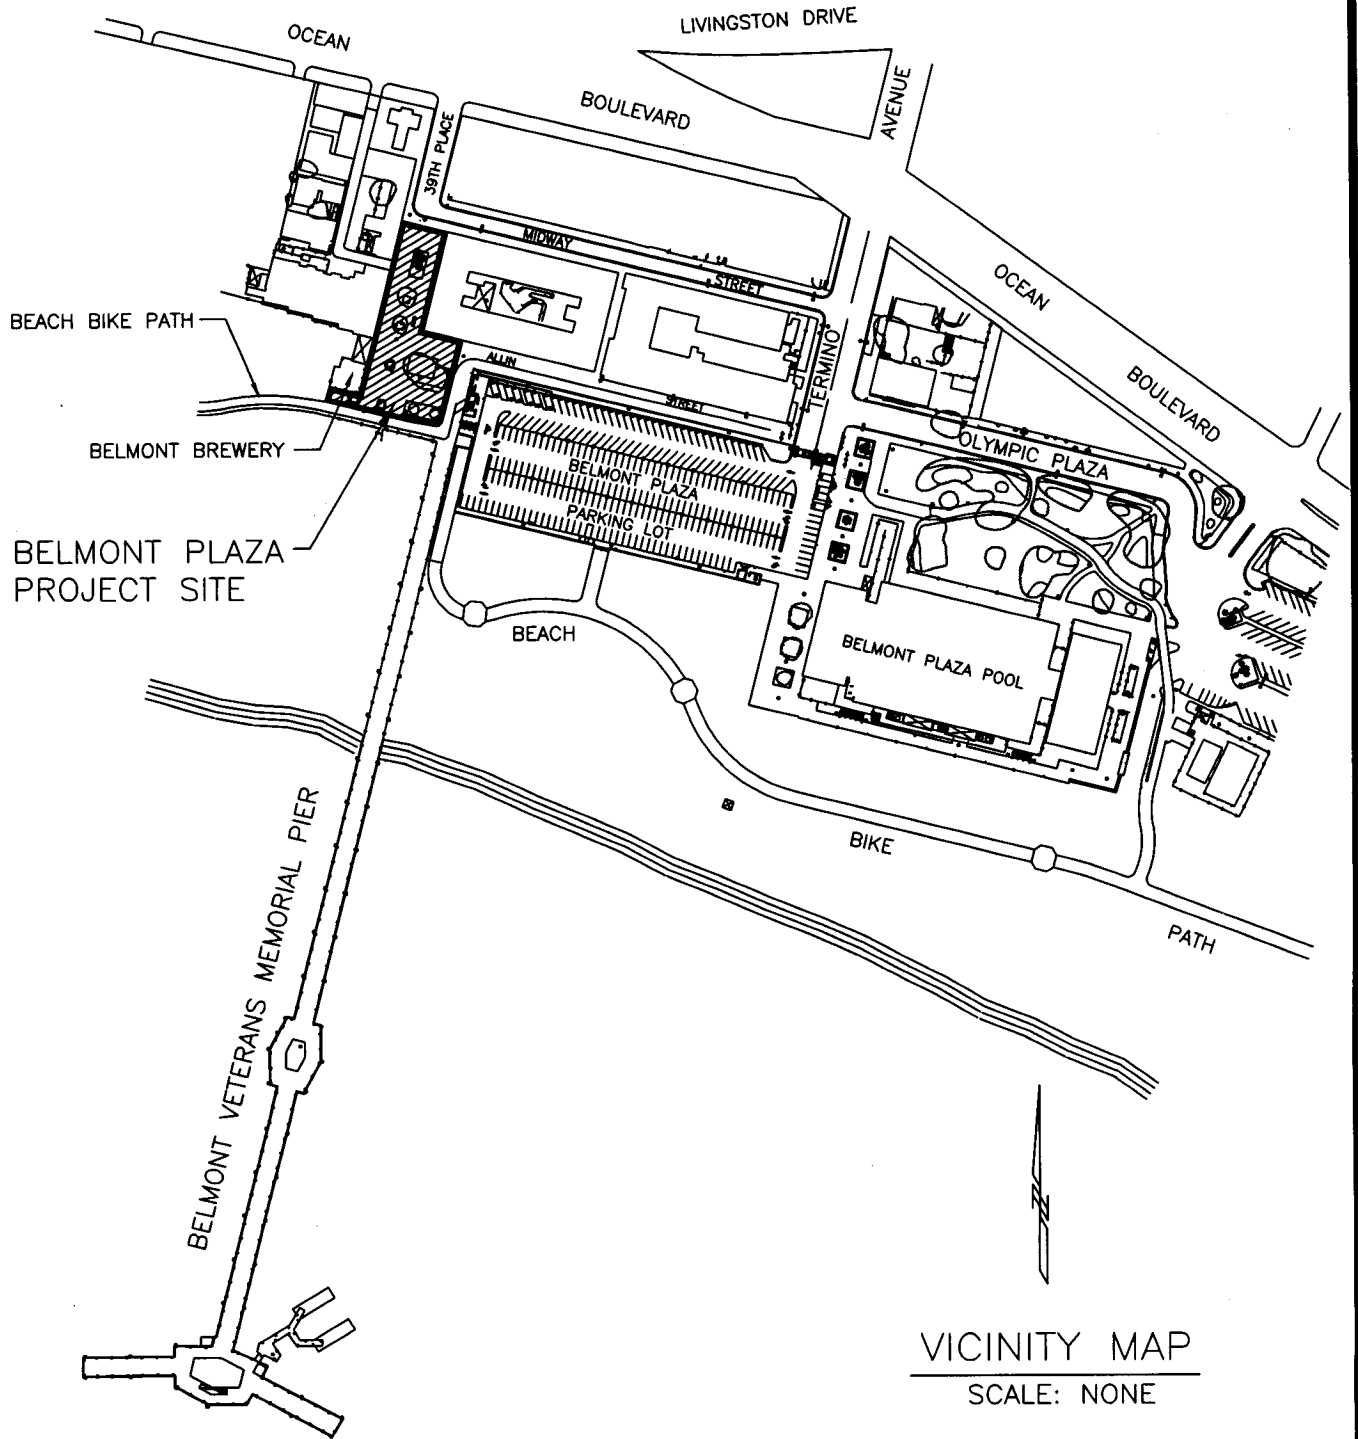 LIVINGSTON DRIVE
OCEAN
BOULEVARD
AVENUE
39TH PLACE
MIDWAY
STREET
OCEAN
BOULEVARD
BEACH BIKE PATH
ALLIN
STREET
TERMINO
BELMONT BREWERY
OLYMPIC PLAZA
BELMONT PLAZA
PARKING LOT
BELMONT PLAZA
PROJECT SITE
BEACH
BELMONT PLAZA POOL
BIKE
PATH
BELMONT VETERANS MEMORIAL PIER
N
VICINITY MAP
SCALE: NONE